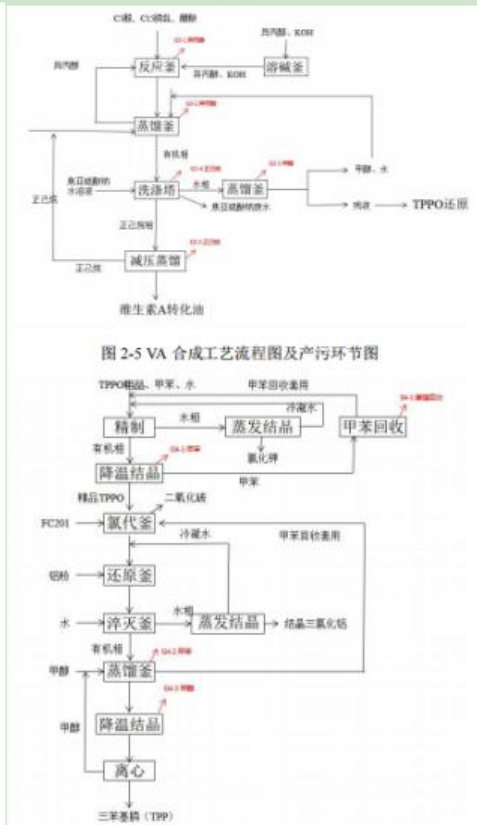 异丙醇、KOH
异丙醇
反应釜
溶碱釜
异丙醇、KOH
蒸馏釜
有机相
焦亚硫酸钠
水溶液
洗涤塔
水相
蒸馏釜
甲醇、水
残液
TPPO还原
正己烷
焦亚硫酸钠废水
正己烷相
正己烷
减压蒸馏
维生素A转化油
图 2-5 VA 合成工艺流程图及产污环节图
TPPO粗品、甲苯、水
甲苯回收套用
冷凝水
精制
水相
蒸发结晶
甲苯回收
有机相
氯化钾
降温结晶
甲苯
精品TPPO
二氧化碳
FC201
氯代釜
冷凝水
甲苯回收套用
铝粉
还原釜
水
淬灭釜
水相
蒸发结晶
结晶三氯化铝
有机相
甲醇
蒸馏釜
降温结晶
甲醇
离心
三苯基膦（TPP）